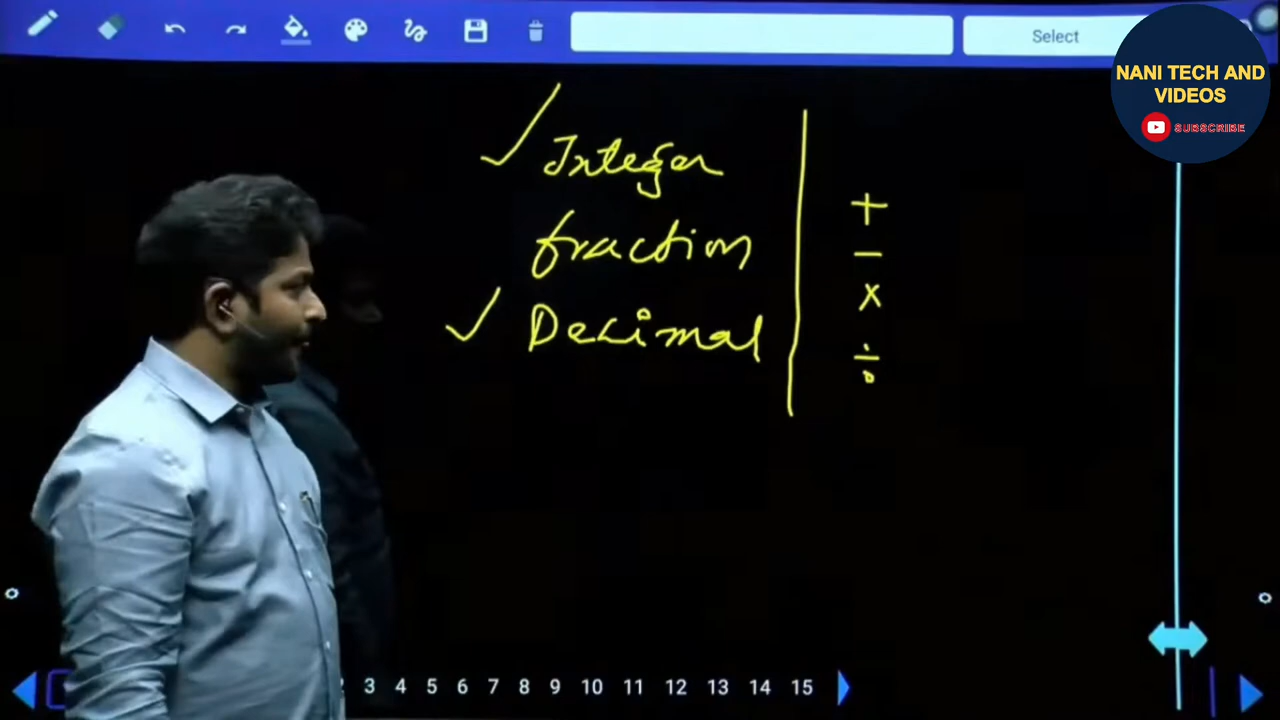 Select
NANI TECH AND
VIDEOS
SUBSCRIBE
Integer
fraction
Decimal
+
−
×
÷
2 3 4 5 6 7 8 9 10 11 12 13 14 15